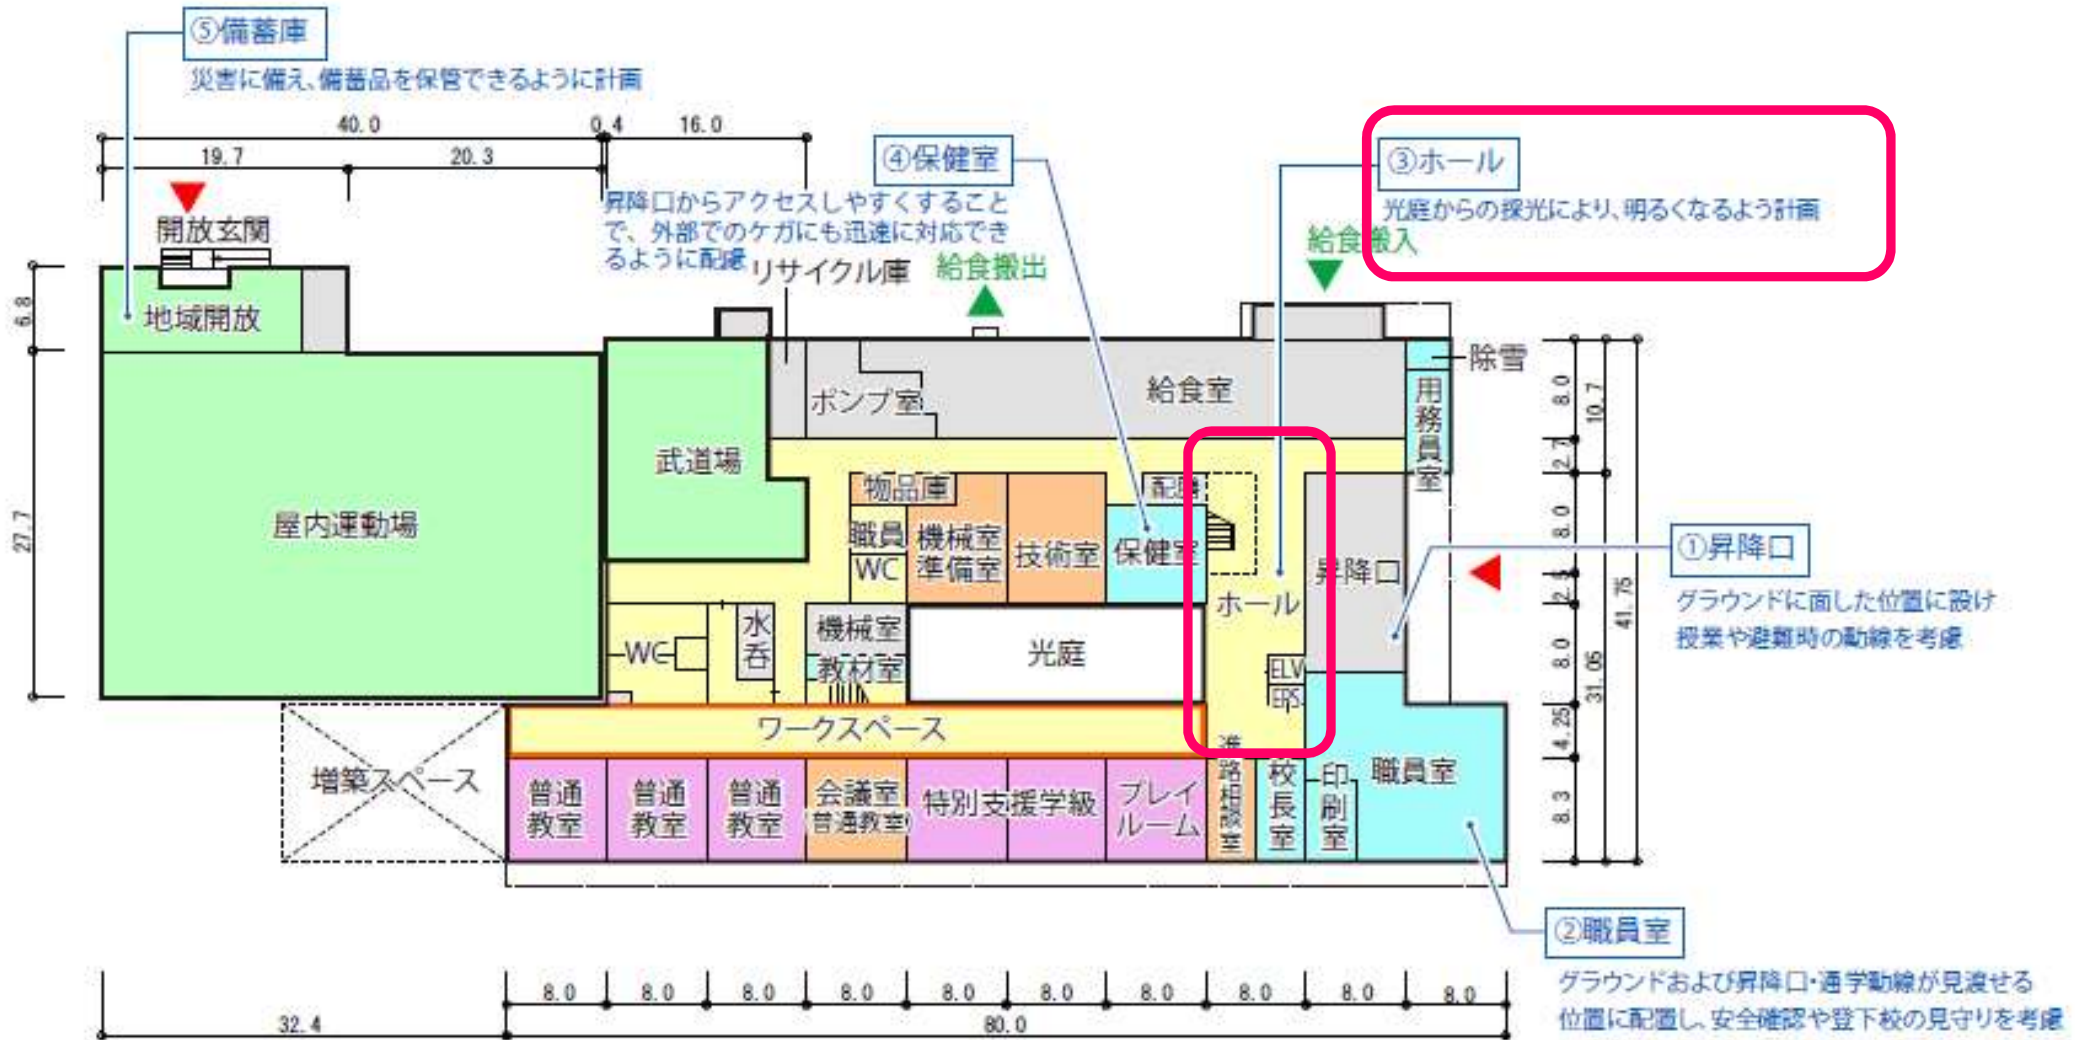 ⑤備蓄庫
災害に備え、備蓄品を保管できるように計画
40.0
0.4
16.0
19.7
20.3
④保健室
昇降口からアクセスしやすくすること
で、外部でのケガにも迅速に対応でき
るように配慮
③ホール
光庭からの採光により、明るくなるよう計画
開放玄関
リサイクル庫
給食搬出
給食搬入
6.8
地域開放
除雪
ポンプ室
給食室
用務員室
8.0
10.7
2.7
武道場
物品庫
配膳
27.7
屋内運動場
職員
WC
機械室
準備室
技術室
保健室
昇降口
8.0
2.5
①昇降口
グラウンドに面した位置に設け
授業や避難時の動線を考慮
ホール
WC
水呑
機械室
教材室
光庭
ELV
EPS
8.0
31.05
41.75
ワークスペース
4.25
増築スペース
普通
教室
普通
教室
普通
教室
会議室
(普通教室)
特別支援学級
プレイ
ルーム
進路相談室
校長室
印刷室
職員室
8.3
②職員室
グラウンドおよび昇降口・通学動線が見渡せる
位置に配置し、安全確認や登下校の見守りを考慮
8.0
8.0
8.0
8.0
8.0
8.0
8.0
8.0
8.0
8.0
32.4
80.0